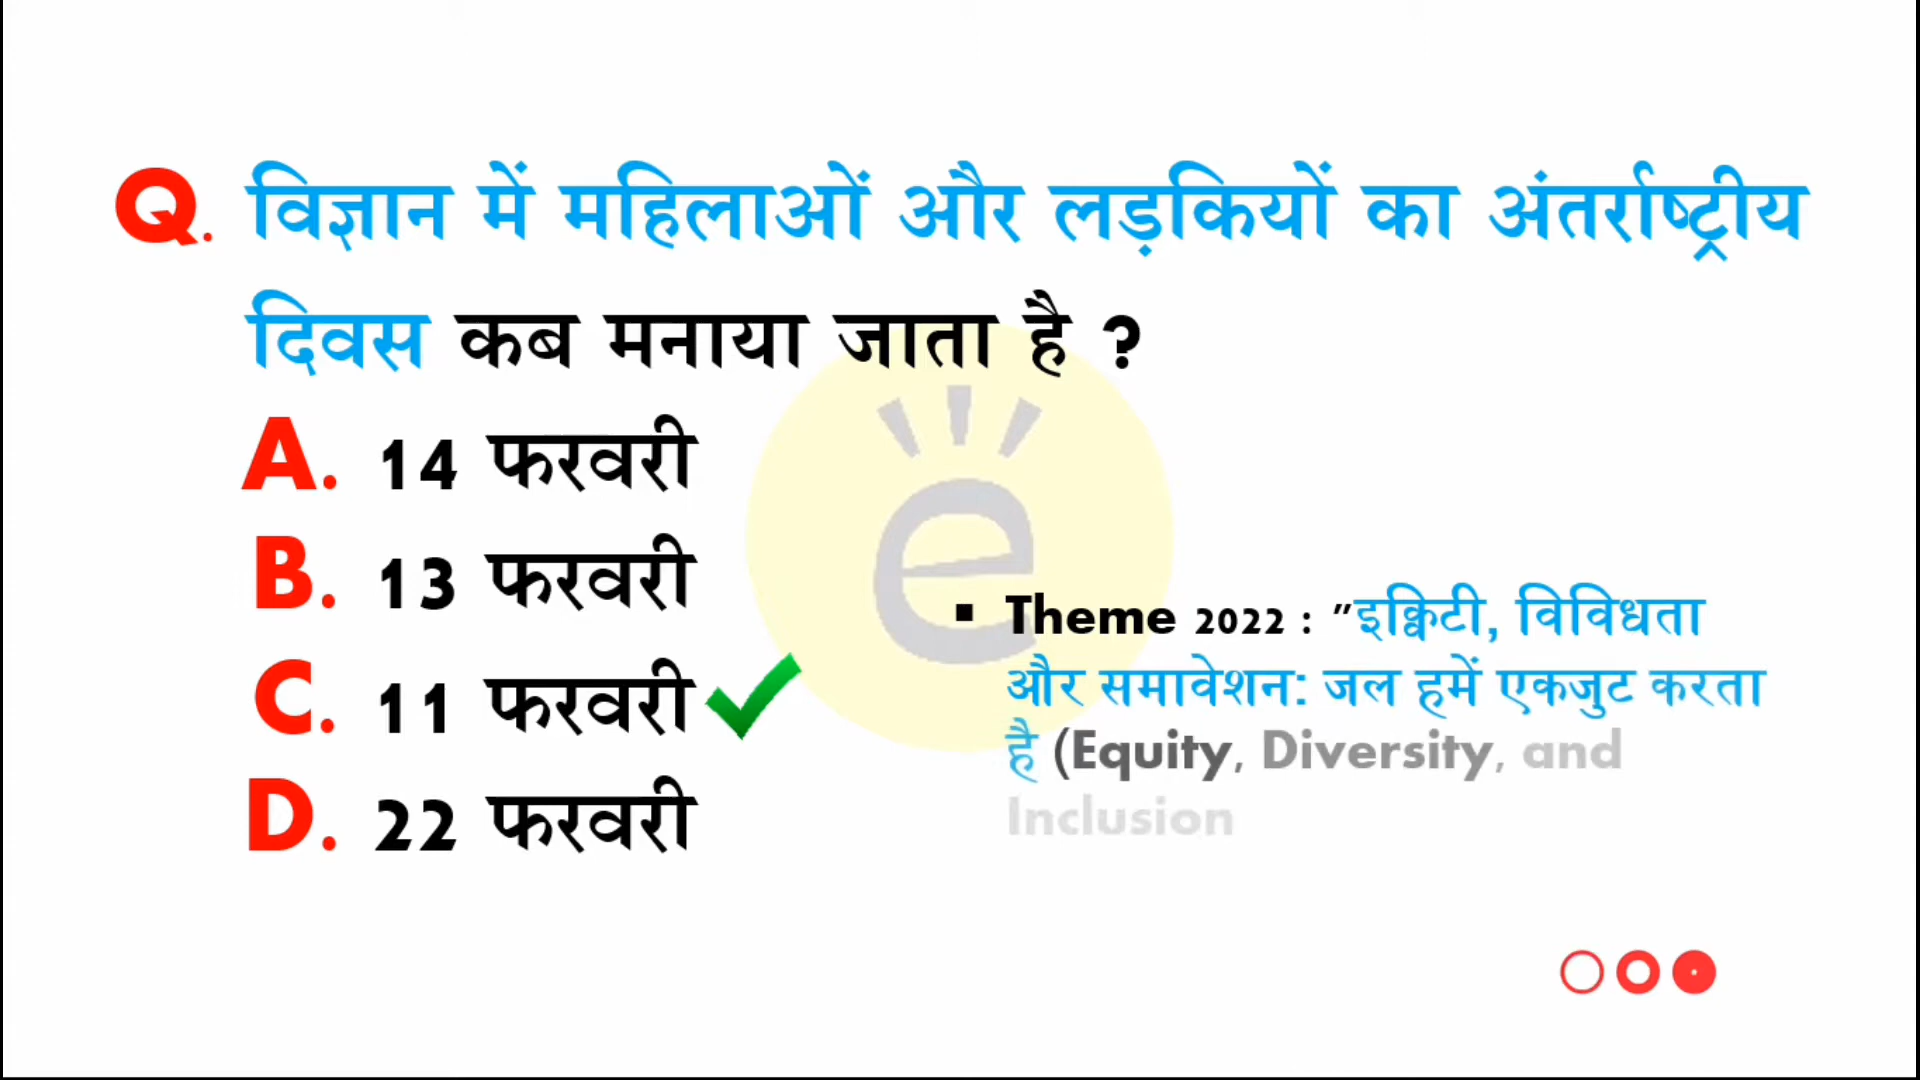 Q. विज्ञान में महिलाओं और लड़कियों का अंतर्राष्ट्रीय
दिवस कब मनाया जाता है ?
A. 14 फरवरी
B. 13 फरवरी
C. 11 फरवरी
D. 22 फरवरी
▪ Theme 2022 : "इक्विटी, विविधता
और समावेशन: जल हमें एकजुट करता
है (Equity, Diversity, and
Inclusion